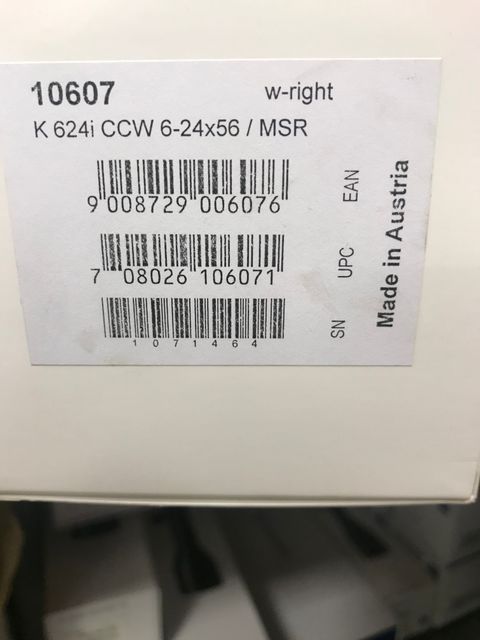 10607 w-right
K 624i CCW 6-24x56 / MSR
9 008729 006076 EAN
7 08026 106071 UPC
1071464 SN
Made in Austria